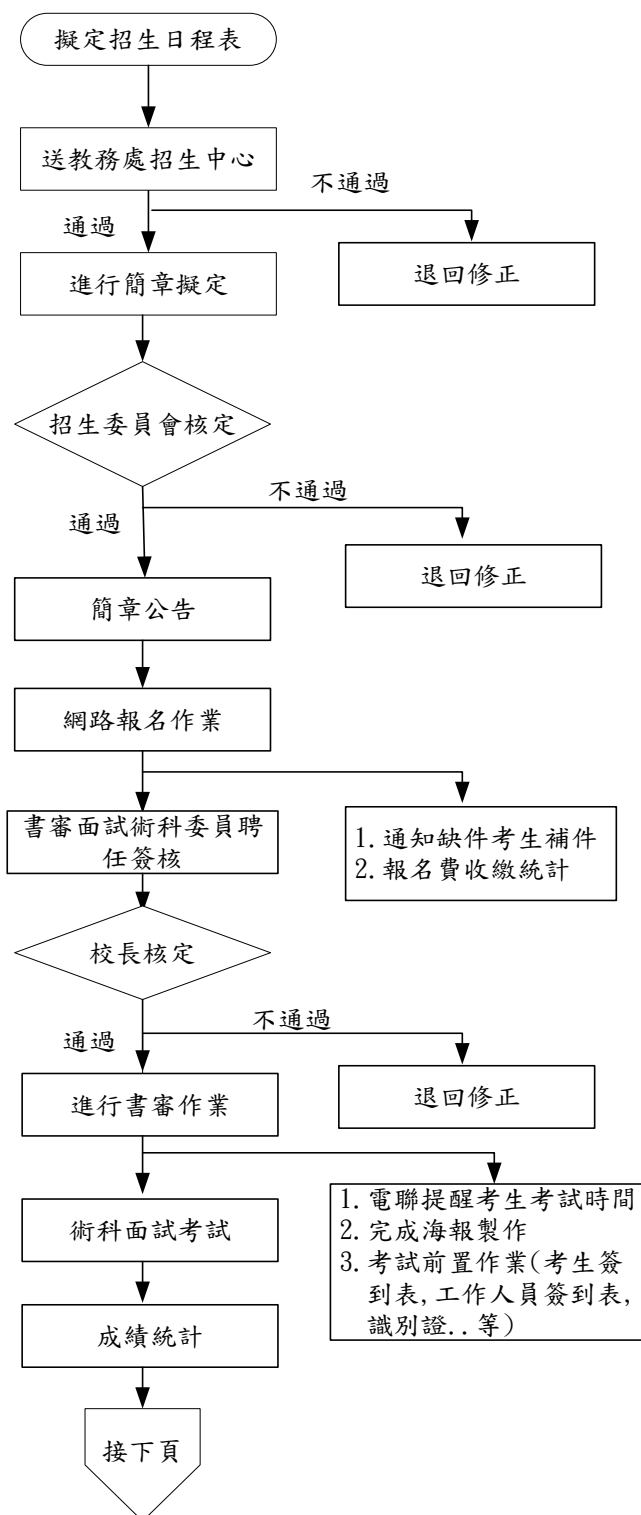 擬定招生日程表
送教務處招生中心
不通過
通過
進行簡章擬定
退回修正
招生委員會核定
不通過
通過
退回修正
簡章公告
網路報名作業
書審面試術科委員聘
任簽核
1. 通知缺件考生補件
2. 報名費收繳統計
校長核定
不通過
通過
進行書審作業
退回修正
術科面試考試
1. 電聯提醒考生考試時間
2. 完成海報製作
3. 考試前置作業(考生簽
到表,工作人員簽到表,
識別證..等)
成績統計
接下頁